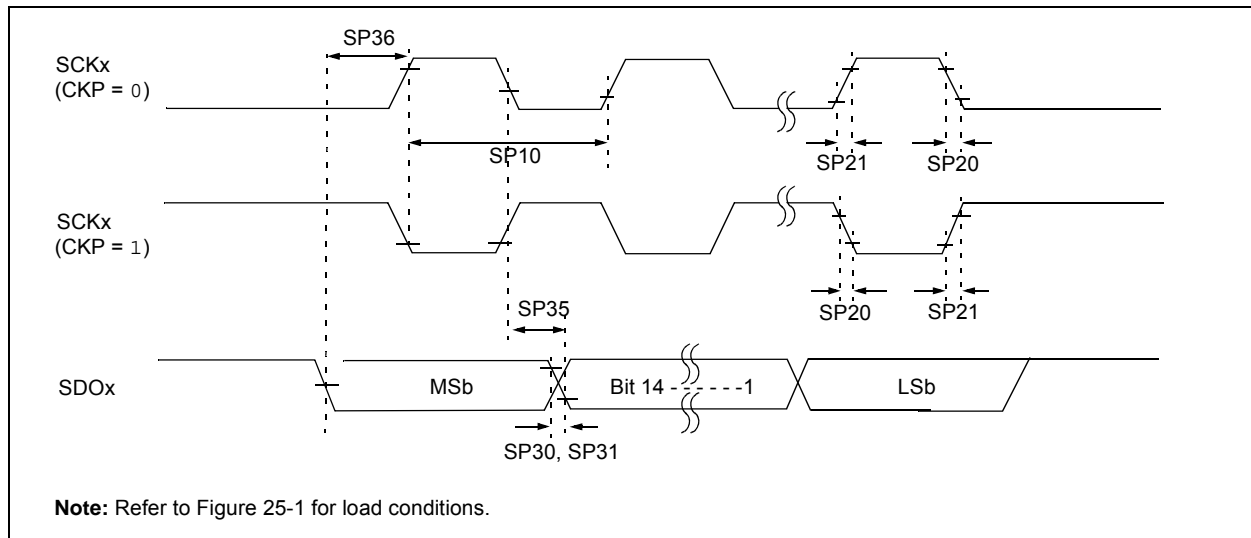 SP36
SCKx
(CKP = 0)
SP10
SP21
SP20
SCKx
(CKP = 1)
SP35
SP20
SP21
SDOx
MSb
Bit 14 - - - - - -1
LSb
SP30, SP31
Note: Refer to Figure 25-1 for load conditions.